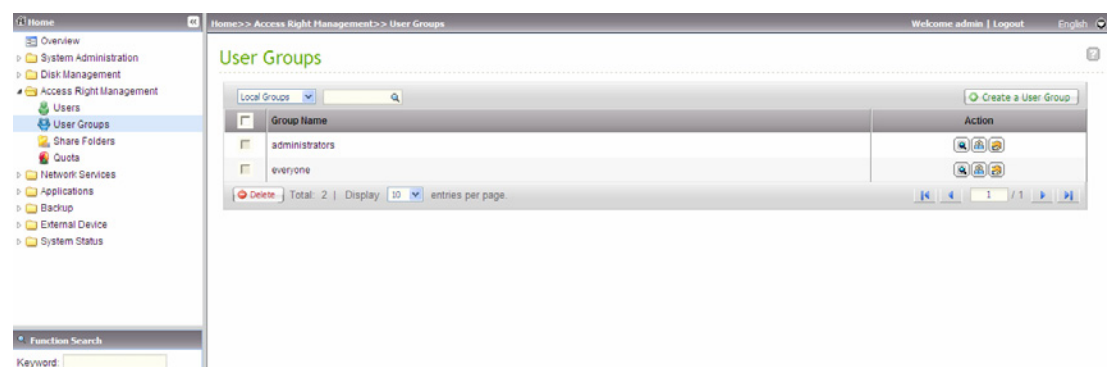 Home
Home>> Access Right Management>> User Groups
Welcome admin | Logout
English
Overview
System Administration
Disk Management
Access Right Management
Users
User Groups
Share Folders
Quota
Network Services
Applications
Backup
External Device
System Status
Function Search
Keyword:
User Groups
Local Groups
Create a User Group
Group Name
Action
administrators
everyone
Delete
Total: 2 | Display 10 entries per page.
1 / 1